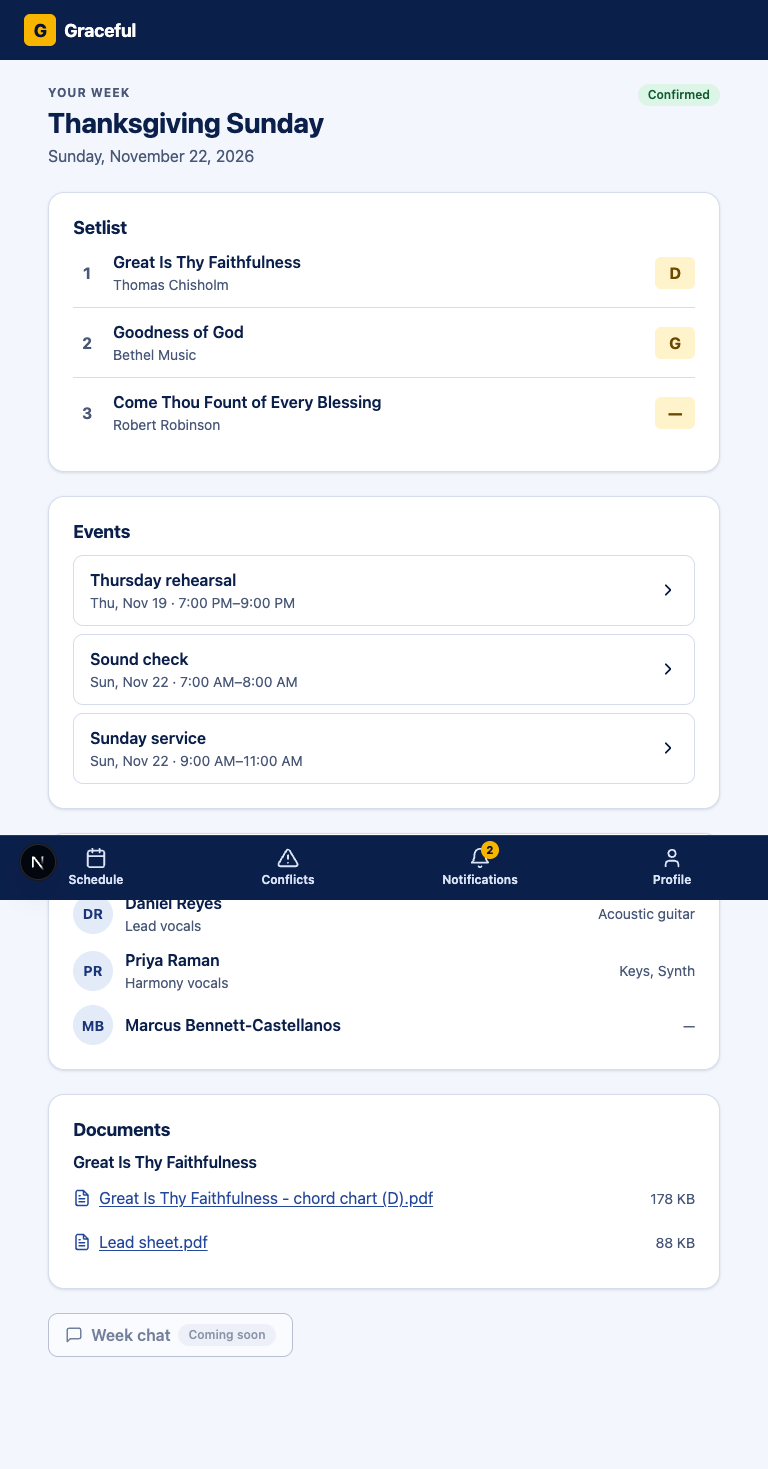 G Graceful
YOUR WEEK
Confirmed
Thanksgiving Sunday
Sunday, November 22, 2026
Setlist
1 Great Is Thy Faithfulness D
Thomas Chisholm
2 Goodness of God G
Bethel Music
3 Come Thou Fount of Every Blessing —
Robert Robinson
Events
Thursday rehearsal
Thu, Nov 19 · 7:00 PM–9:00 PM
Sound check
Sun, Nov 22 · 7:00 AM–8:00 AM
Sunday service
Sun, Nov 22 · 9:00 AM–11:00 AM
N
2
Schedule Conflicts Notifications Profile
DR Daniel Reyes Acoustic guitar
Lead vocals
PR Priya Raman Keys, Synth
Harmony vocals
MB Marcus Bennett-Castellanos —
Documents
Great Is Thy Faithfulness
Great Is Thy Faithfulness - chord chart (D).pdf 178 KB
Lead sheet.pdf 88 KB
Week chat Coming soon